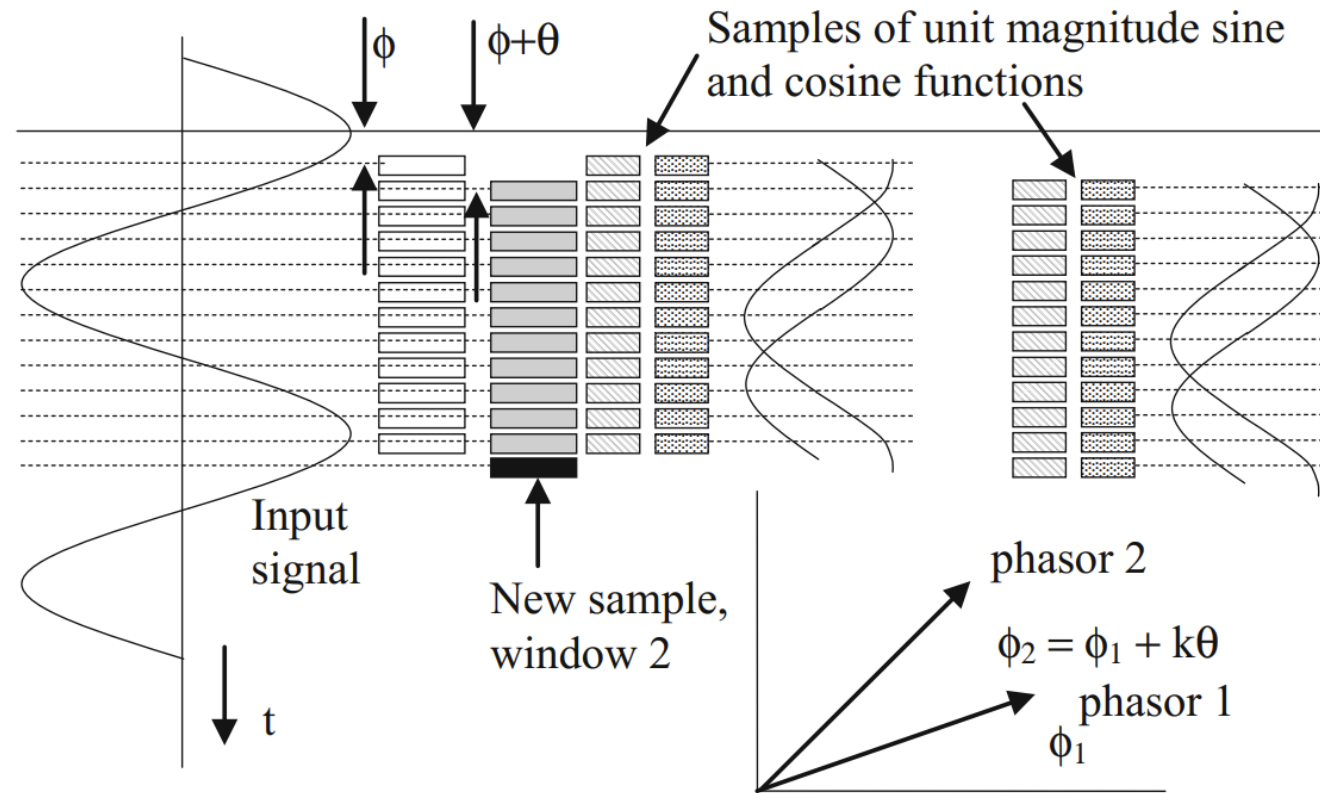 ϕ
ϕ+θ
Samples of unit magnitude sine
and cosine functions
Input
signal
t
New sample,
window 2
phasor 2
ϕ₂ = ϕ₁ + kθ
phasor 1
ϕ₁